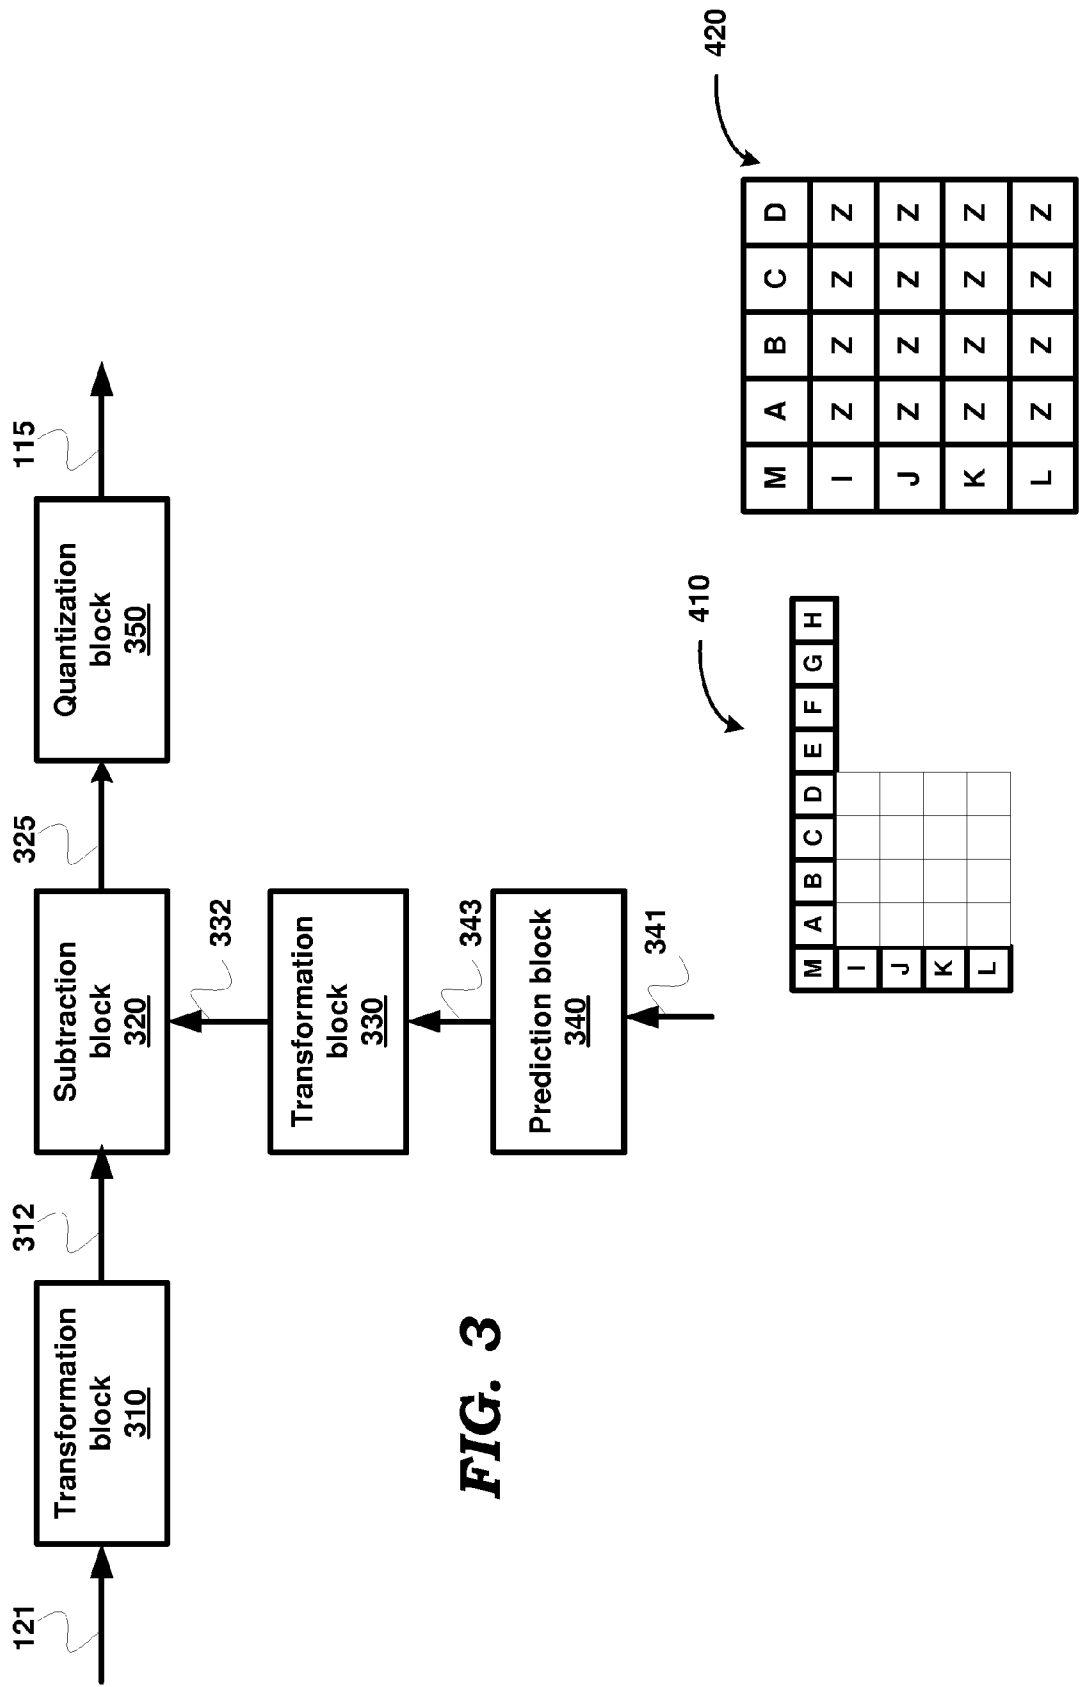 121
312
325
115
Transformation
block
310
Subtraction
block
320
Quantization
block
350
332
Transformation
block
330
343
Prediction block
340
341
FIG. 3
410
420
M A B C D E F G H
I
J
K
L
M A B C D
I Z Z Z Z
J Z Z Z Z
K Z Z Z Z
L Z Z Z Z